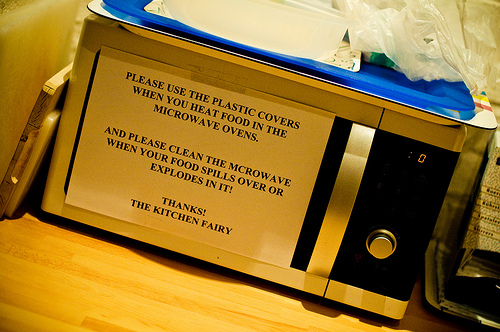 PLEASE USE THE PLASTIC COVERS
WHEN YOU HEAT FOOD IN THE
MICROWAVE OVENS.
AND PLEASE CLEAN THE MCROWAVE
WHEN YOUR FOOD SPILLS OVER OR
EXPLODES IN IT!
THANKS!
THE KITCHEN FAIRY
0